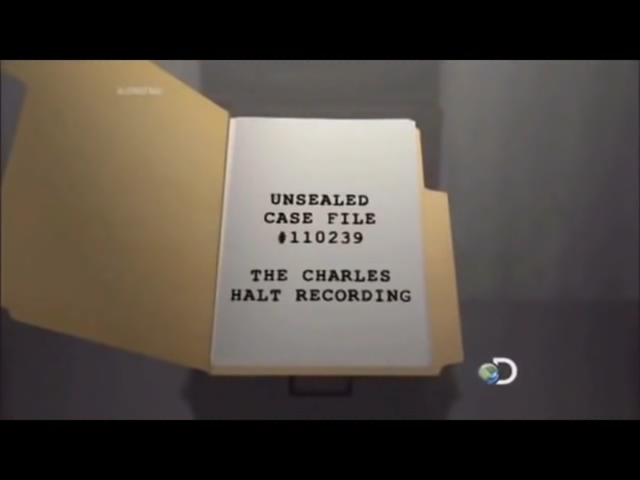 UNSEALED
CASE FILE
#110239
THE CHARLES
HALT RECORDING